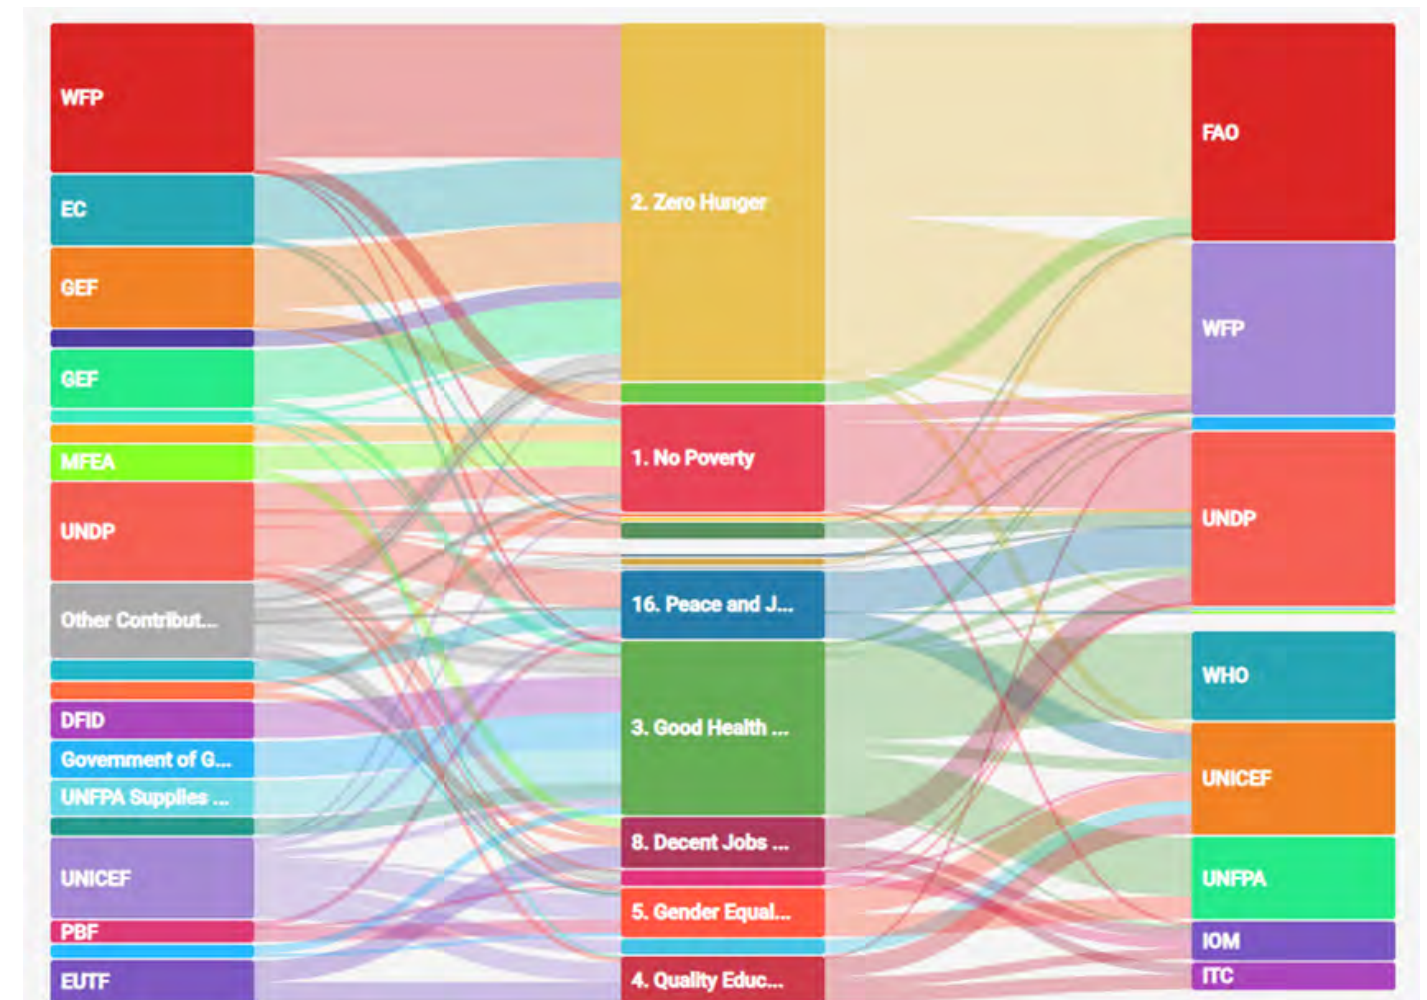 WFP
EC
GEF
GEF
MFEA
UNDP
Other Contribut...
DFID
Government of G...
UNFPA Supplies ...
UNICEF
PBF
EUTF
2. Zero Hunger
1. No Poverty
16. Peace and J...
3. Good Health ...
8. Decent Jobs ...
5. Gender Equal...
4. Quality Educ...
FAO
WFP
UNDP
WHO
UNICEF
UNFPA
IOM
ITC